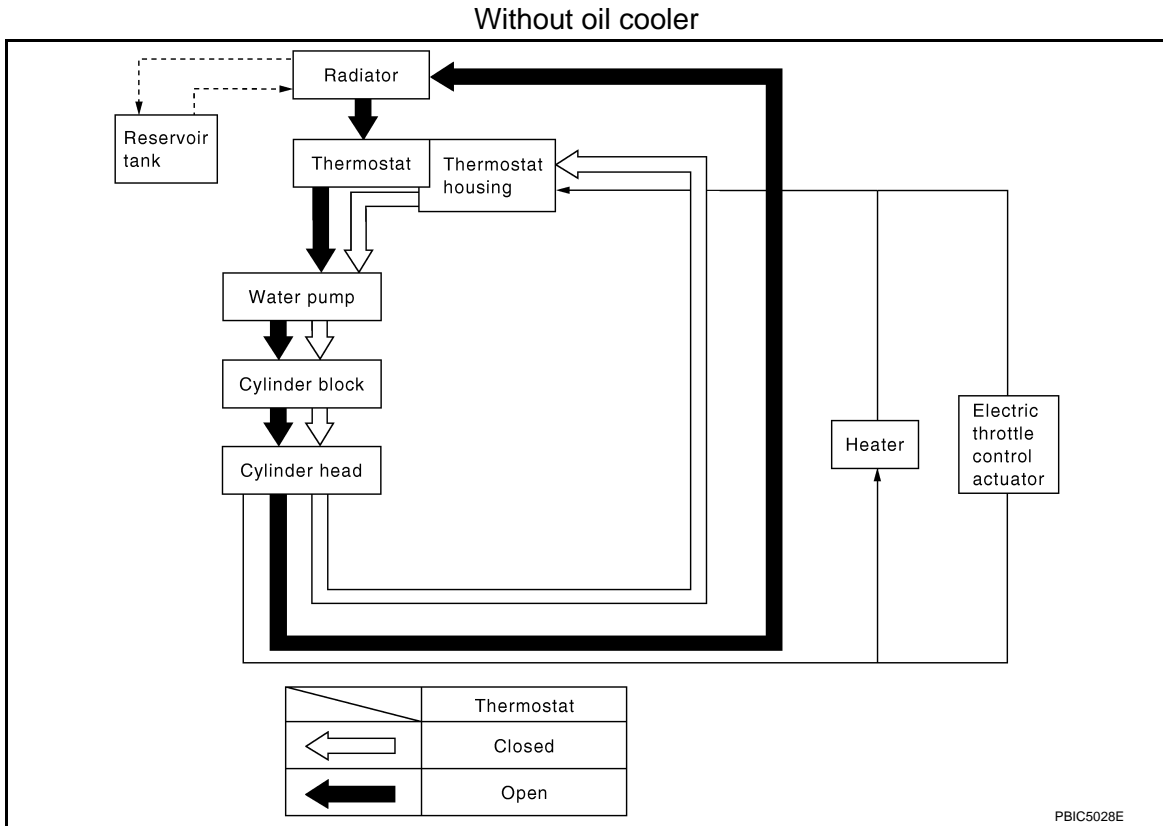 Without oil cooler
Radiator
Reservoir
tank
Thermostat
Thermostat
housing
Water pump
Cylinder block
Cylinder head
Heater
Electric
throttle
control
actuator
Thermostat
Closed
Open
PBIC5028E